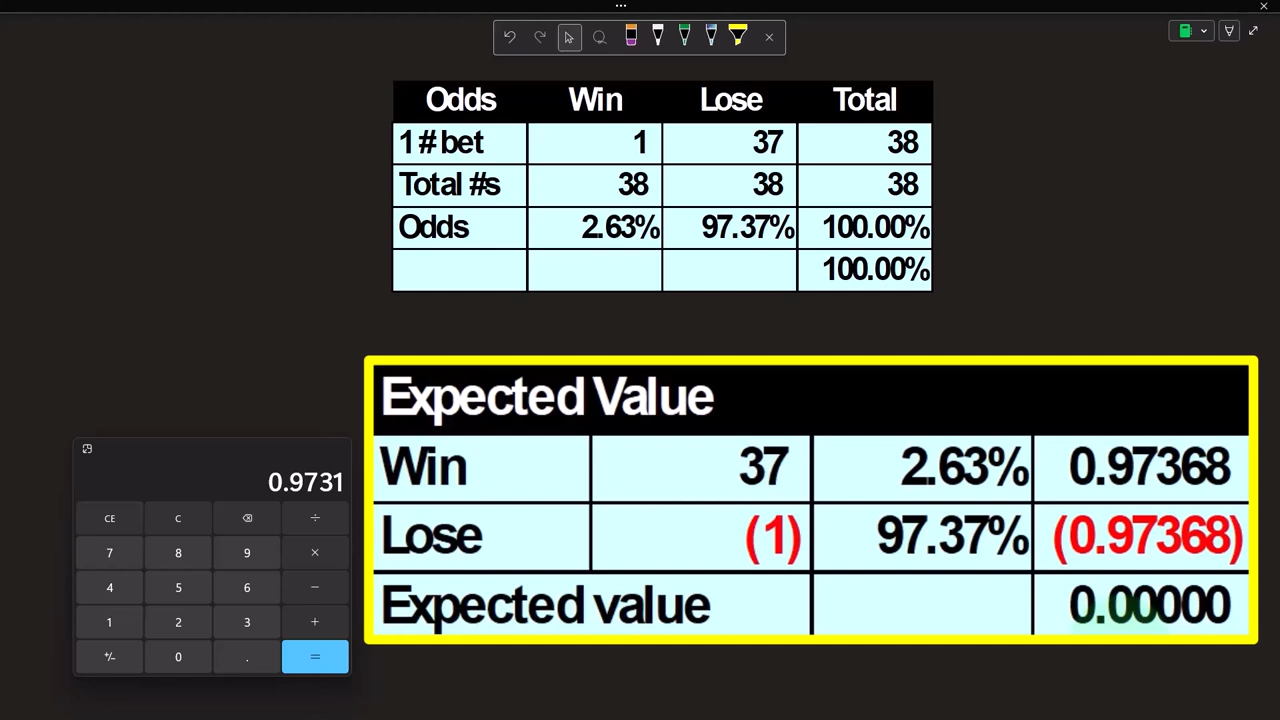 Odds Win Lose Total
1 # bet 1 37 38
Total #s 38 38 38
Odds 2.63% 97.37% 100.00%
100.00%
Expected Value
Win 37 2.63% 0.97368
Lose (1) 97.37% (0.97368)
Expected value 0.00000
0.9731
CE C ÷
7 8 9 ×
4 5 6 −
1 2 3 +
+/− 0 . =